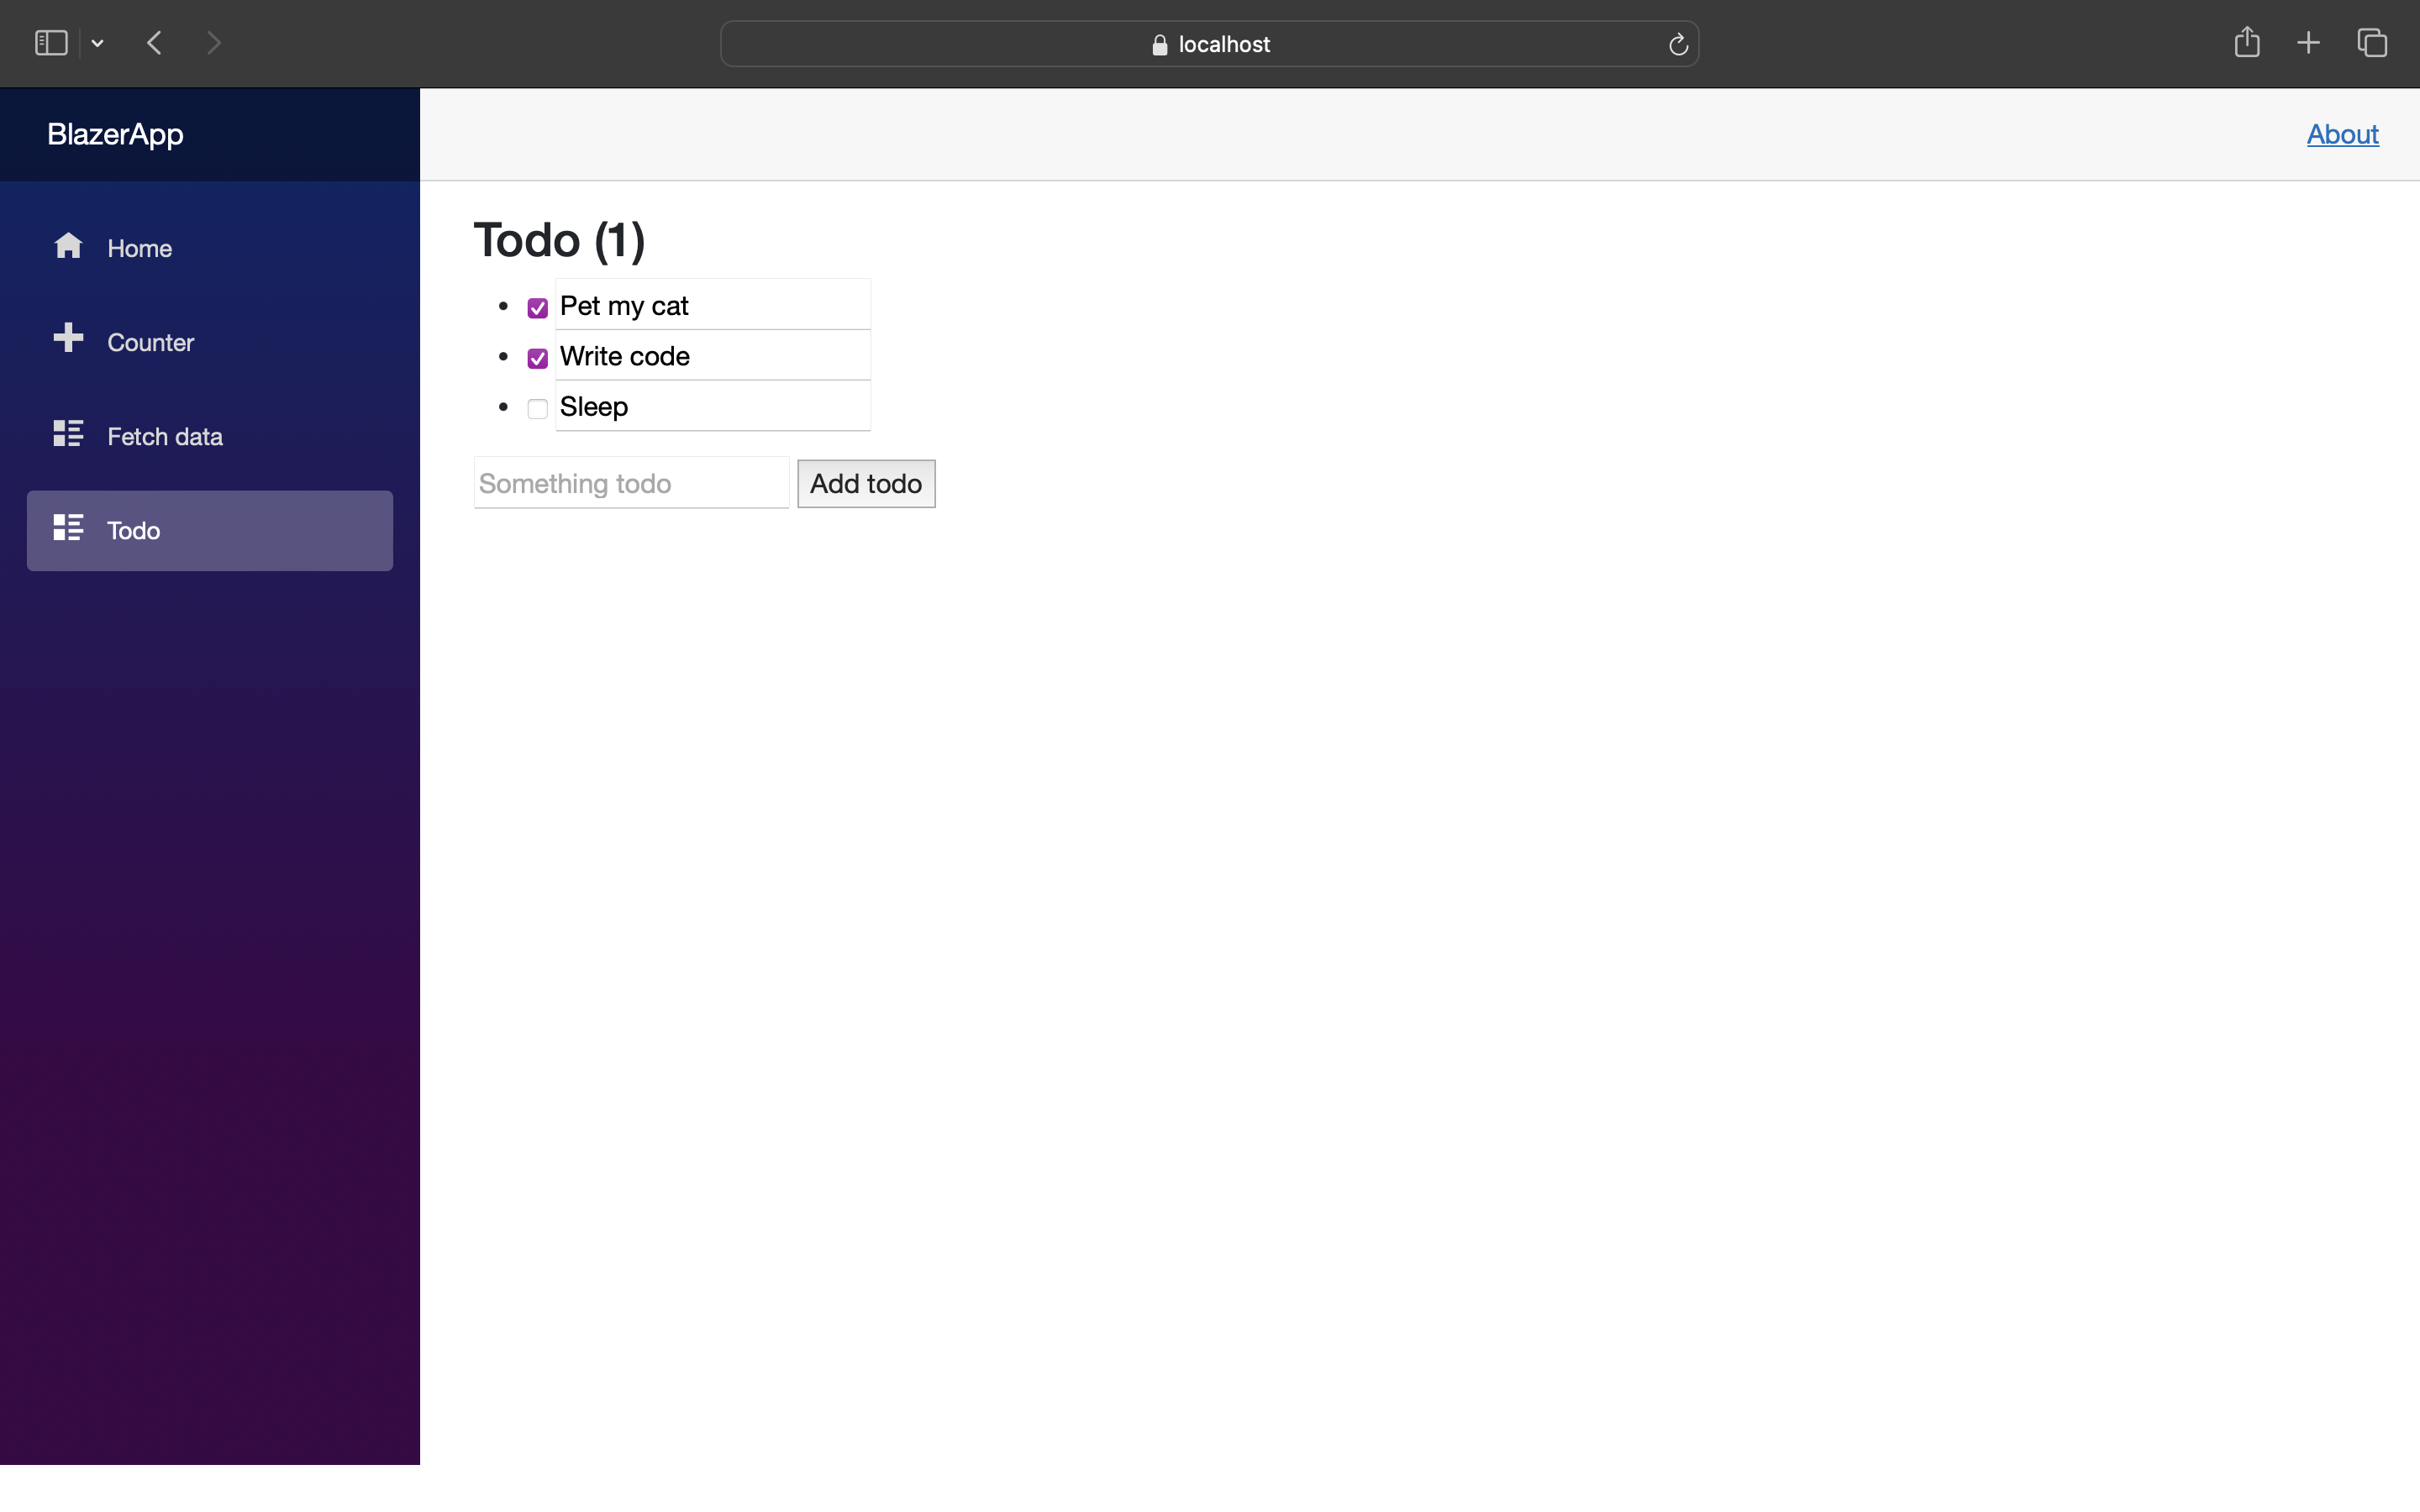 localhost
BlazerApp
About
Home
Counter
Fetch data
Todo
Todo (1)
Pet my cat
Write code
Sleep
Something todo
Add todo